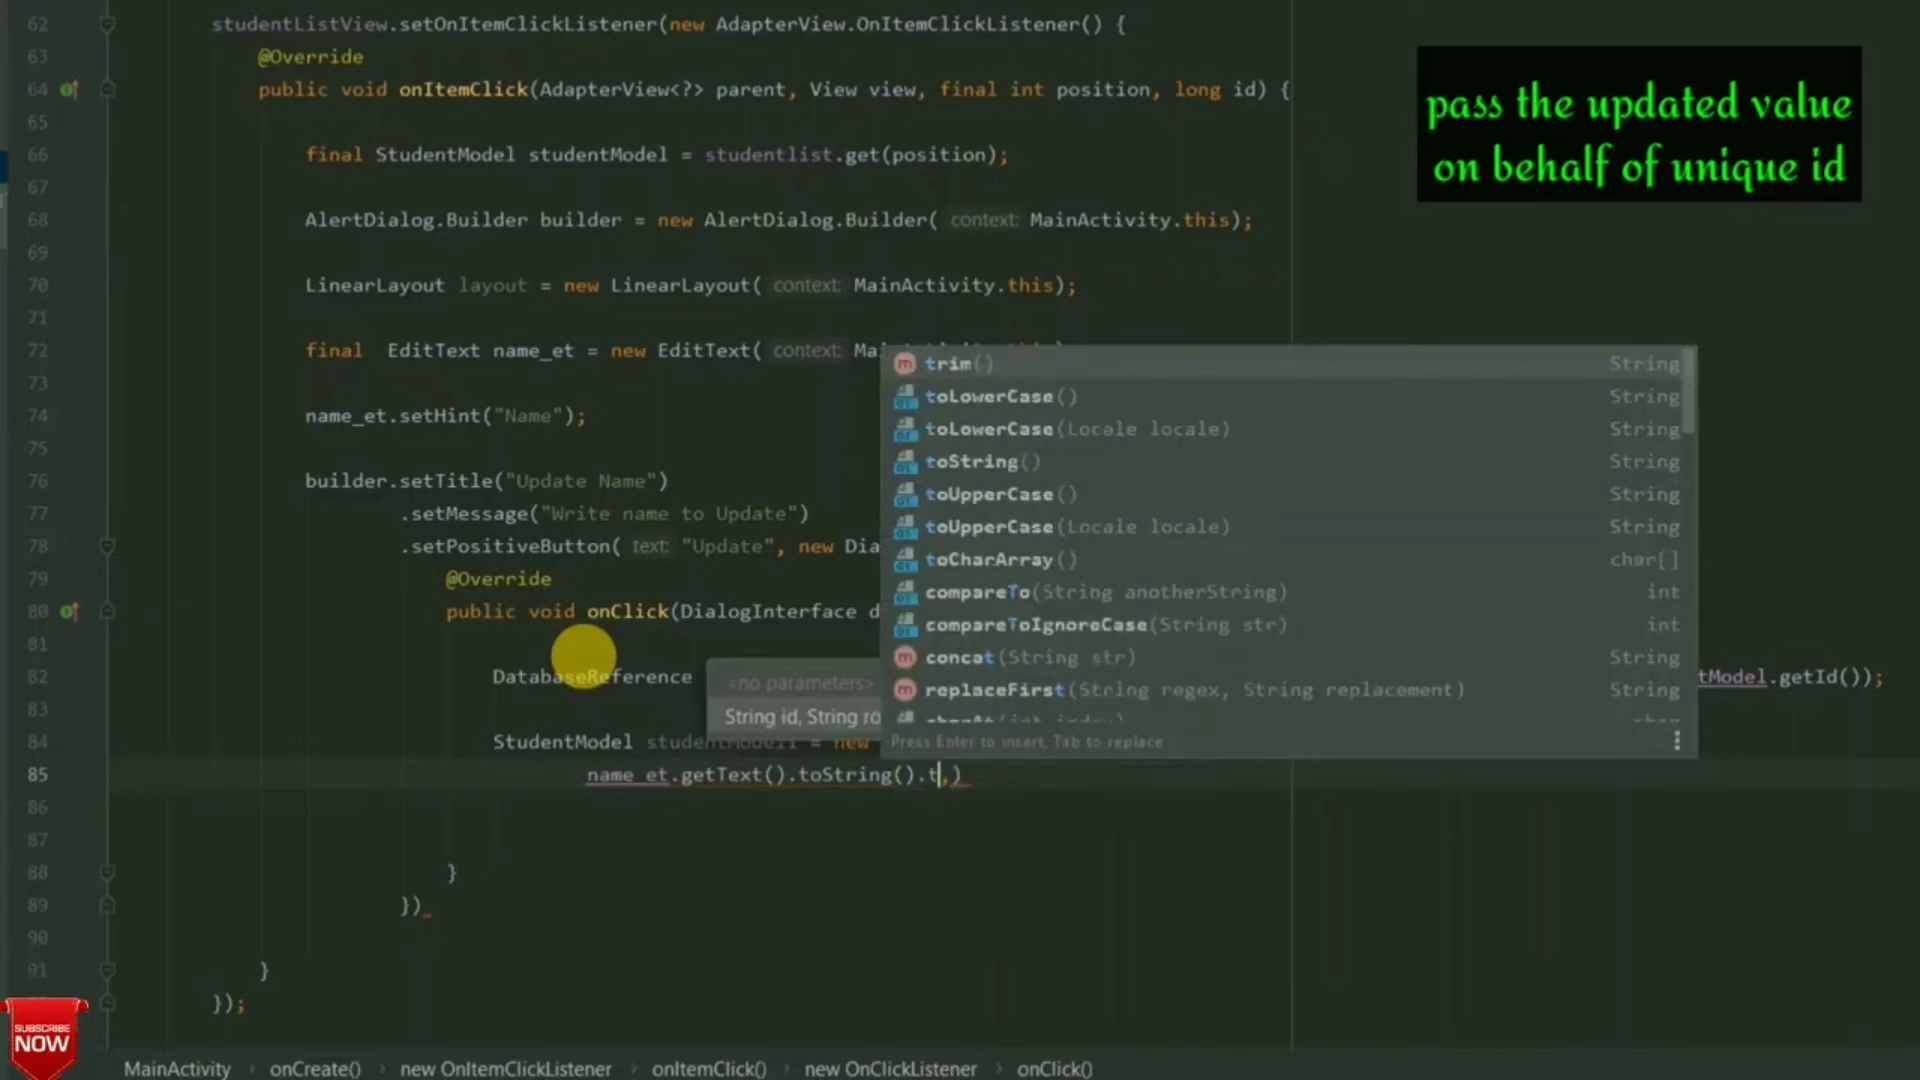 62 studentListView.setOnItemClickListener(new AdapterView.OnItemClickListener() {
63 @Override
64 public void onItemClick(AdapterView<?> parent, View view, final int position, long id) {
65
66 final StudentModel studentModel = studentlist.get(position);
67
68 AlertDialog.Builder builder = new AlertDialog.Builder( context: MainActivity.this);
69
70 LinearLayout layout = new LinearLayout( context: MainActivity.this);
71
72 final EditText name_et = new EditText( context:
73
74 name_et.setHint("Name");
75
76 builder.setTitle("Update Name")
77 .setMessage("Write name to Update")
78 .setPositiveButton( text: "Update", new
79 @Override
80 public void onClick(DialogInterface
81
82 DatabaseReference .getId());
83
84 StudentModel = new
85 name_et.getText().toString().t,)
86
87
88 }
89 })
90
91 }
});
pass the updated value
on behalf of unique id
trim() String
toLowerCase() String
toLowerCase(Locale locale) String
toString() String
toUpperCase() String
toUpperCase(Locale locale) String
toCharArray() char[]
compareTo(String anotherString) int
compareToIgnoreCase(String str) int
concat(String str) String
replaceFirst(String regex, String replacement) String
Press Enter to insert, Tab to replace
<no parameters>
String id, String
SUBSCRIBE
NOW
MainActivity onCreate() new OnItemClickListener onItemClick() new OnClickListener onClick()